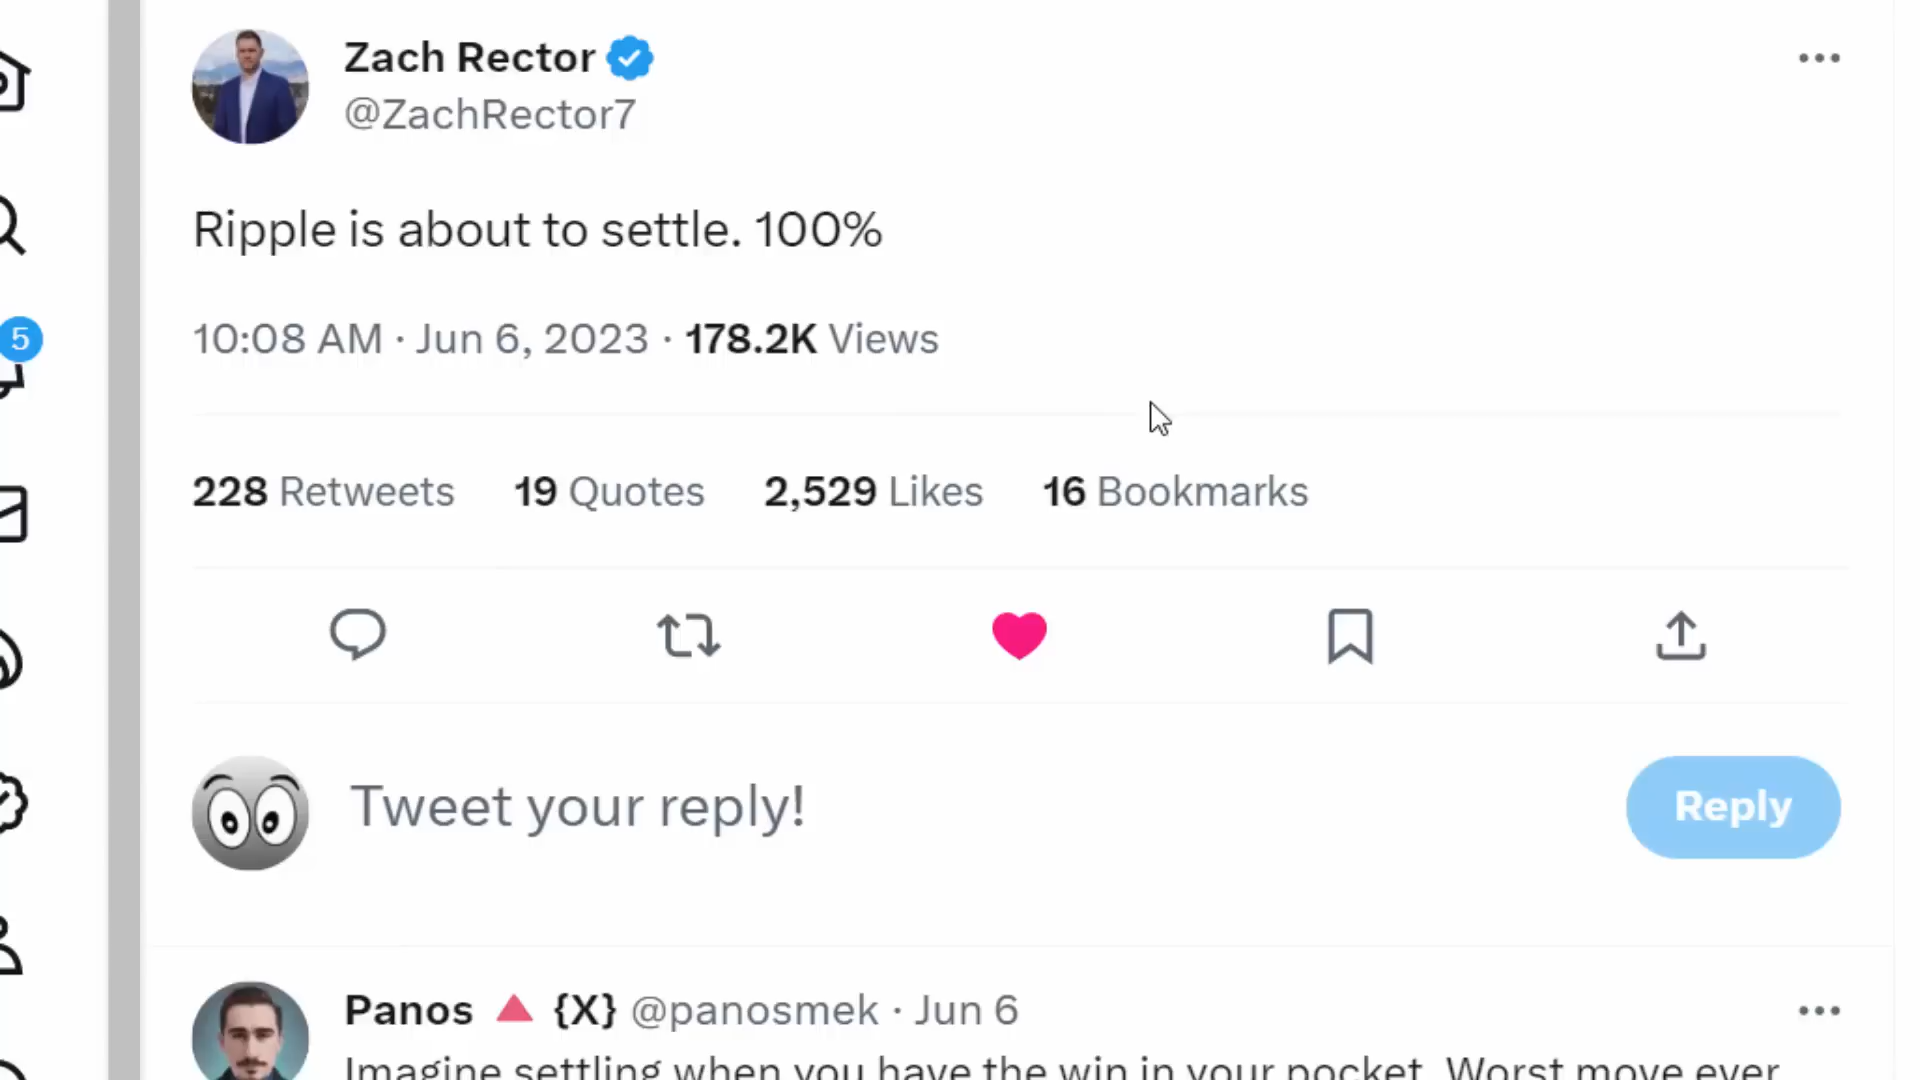 Zach Rector
@ZachRector7
Ripple is about to settle. 100%
10:08 AM · Jun 6, 2023 · 178.2K Views
5
228 Retweets 19 Quotes 2,529 Likes 16 Bookmarks
Tweet your reply!
Reply
Panos 🔺 {X} @panosmek · Jun 6
Imagine settling when you have the win in your pocket. Worst move ever